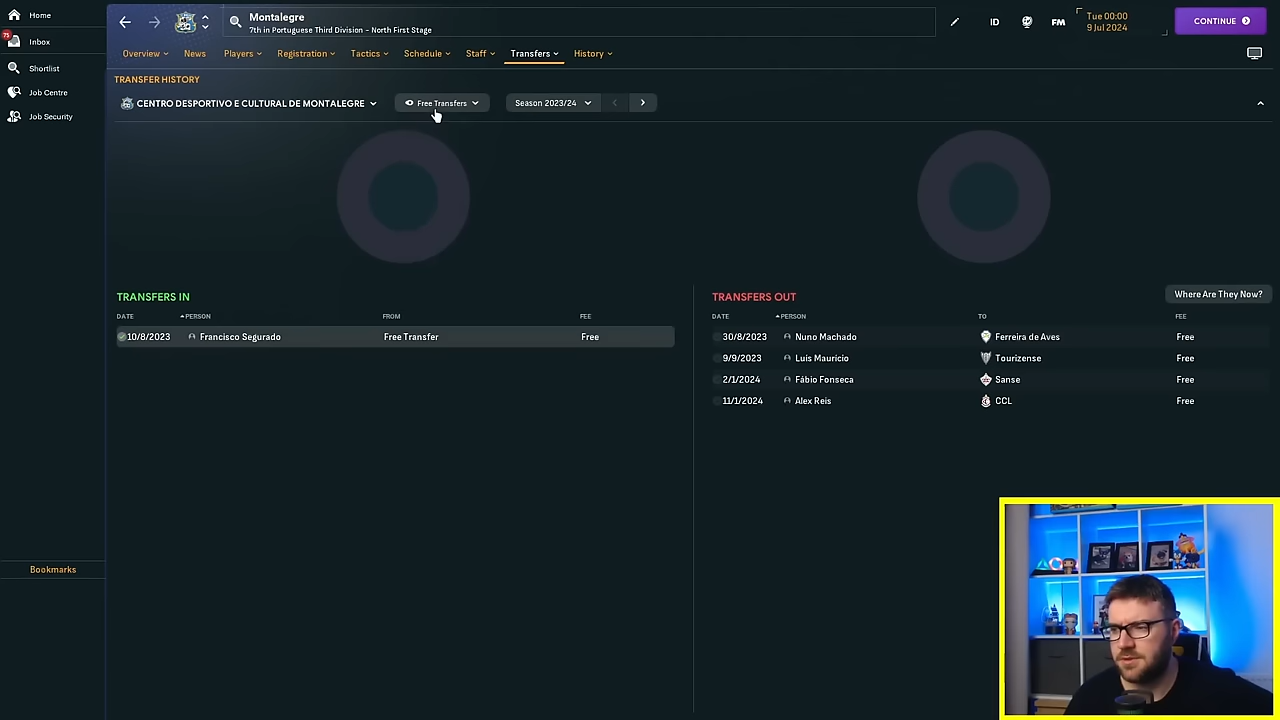 Home
75
Inbox
Shortlist
Job Centre
Job Security
Bookmarks
Montalegre
7th in Portuguese Third Division - North First Stage
ID
FM
Tue 00:00
9 Jul 2024
CONTINUE
Overview
News
Players
Registration
Tactics
Schedule
Staff
Transfers
History
TRANSFER HISTORY
CENTRO DESPORTIVO E CULTURAL DE MONTALEGRE
Free Transfers
Season 2023/24
TRANSFERS IN
DATE PERSON FROM FEE
10/8/2023 Francisco Segurado Free Transfer Free
TRANSFERS OUT
Where Are They Now?
DATE PERSON TO FEE
30/8/2023 Nuno Machado Ferreira de Aves Free
9/9/2023 Luís Maurício Tourizense Free
2/1/2024 Fábio Fonseca Sanse Free
11/1/2024 Alex Reis CCL Free